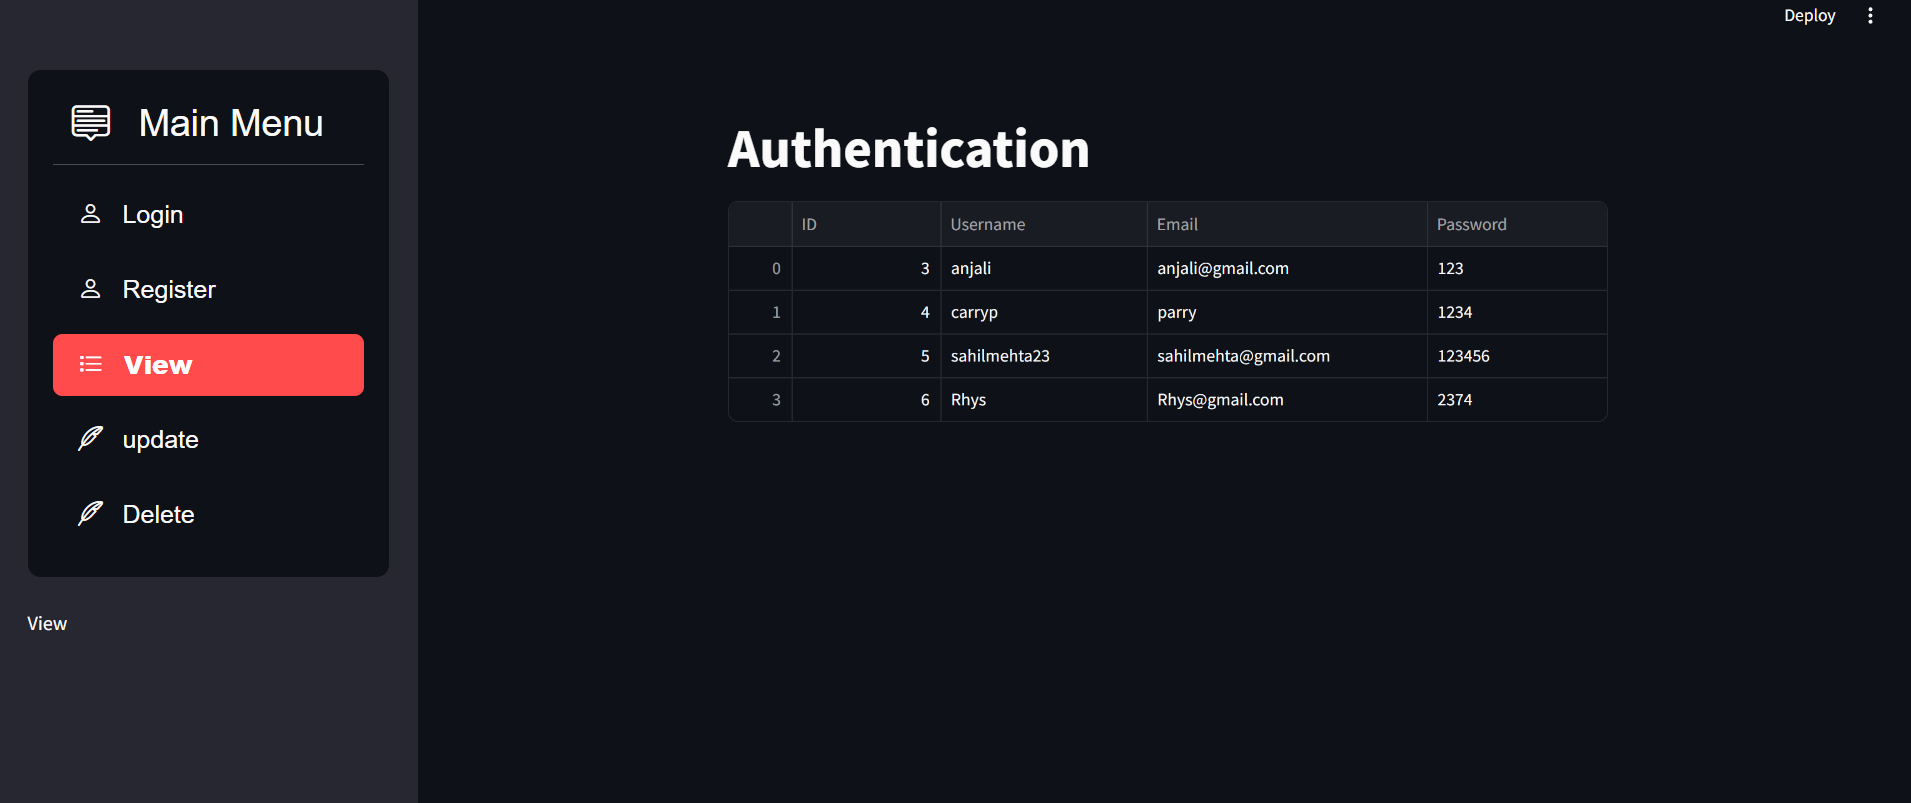 Deploy
Main Menu
Login
Register
View
update
Delete
View
Authentication
ID Username Email Password
0 3 anjali anjali@gmail.com 123
1 4 carryp parry 1234
2 5 sahilmehta23 sahilmehta@gmail.com 123456
3 6 Rhys Rhys@gmail.com 2374